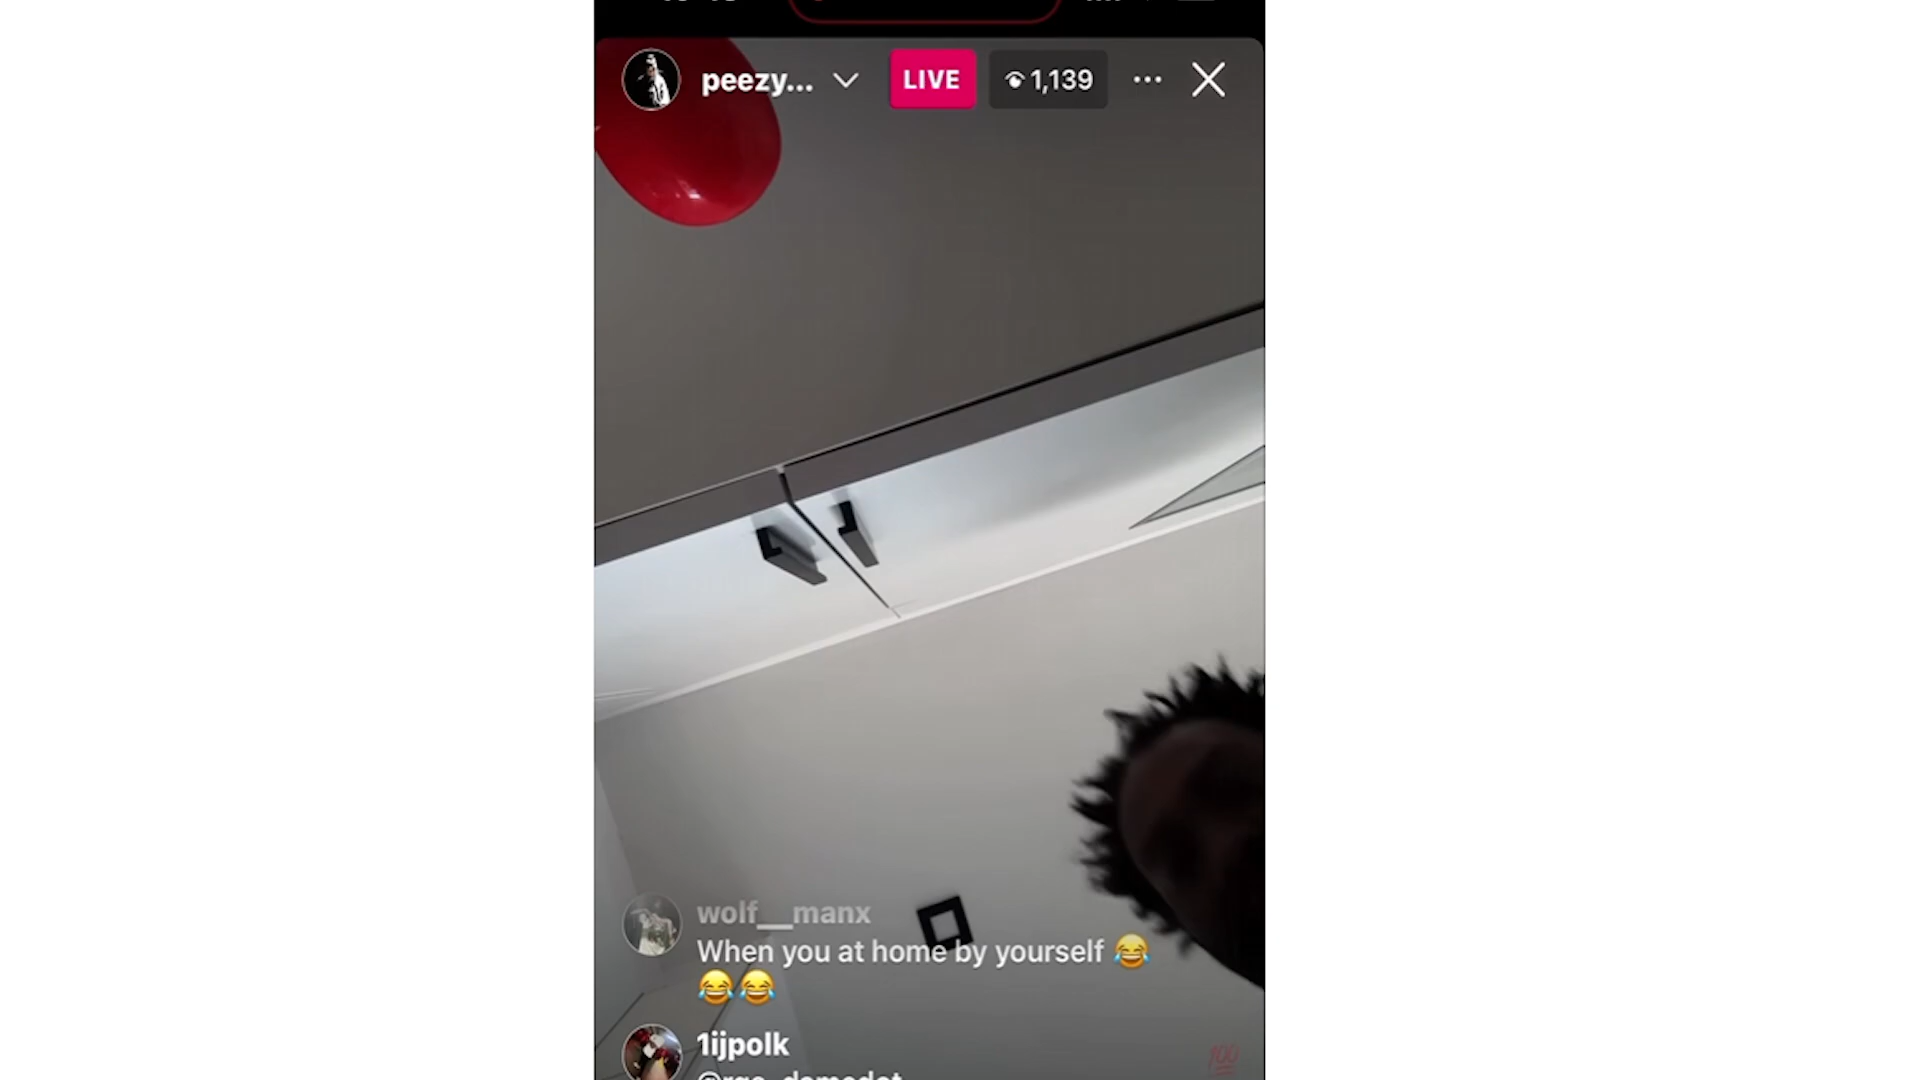 peezy...
LIVE
1,139
wolf__manx
When you at home by yourself 😂
😂😂
1ijpolk
💯